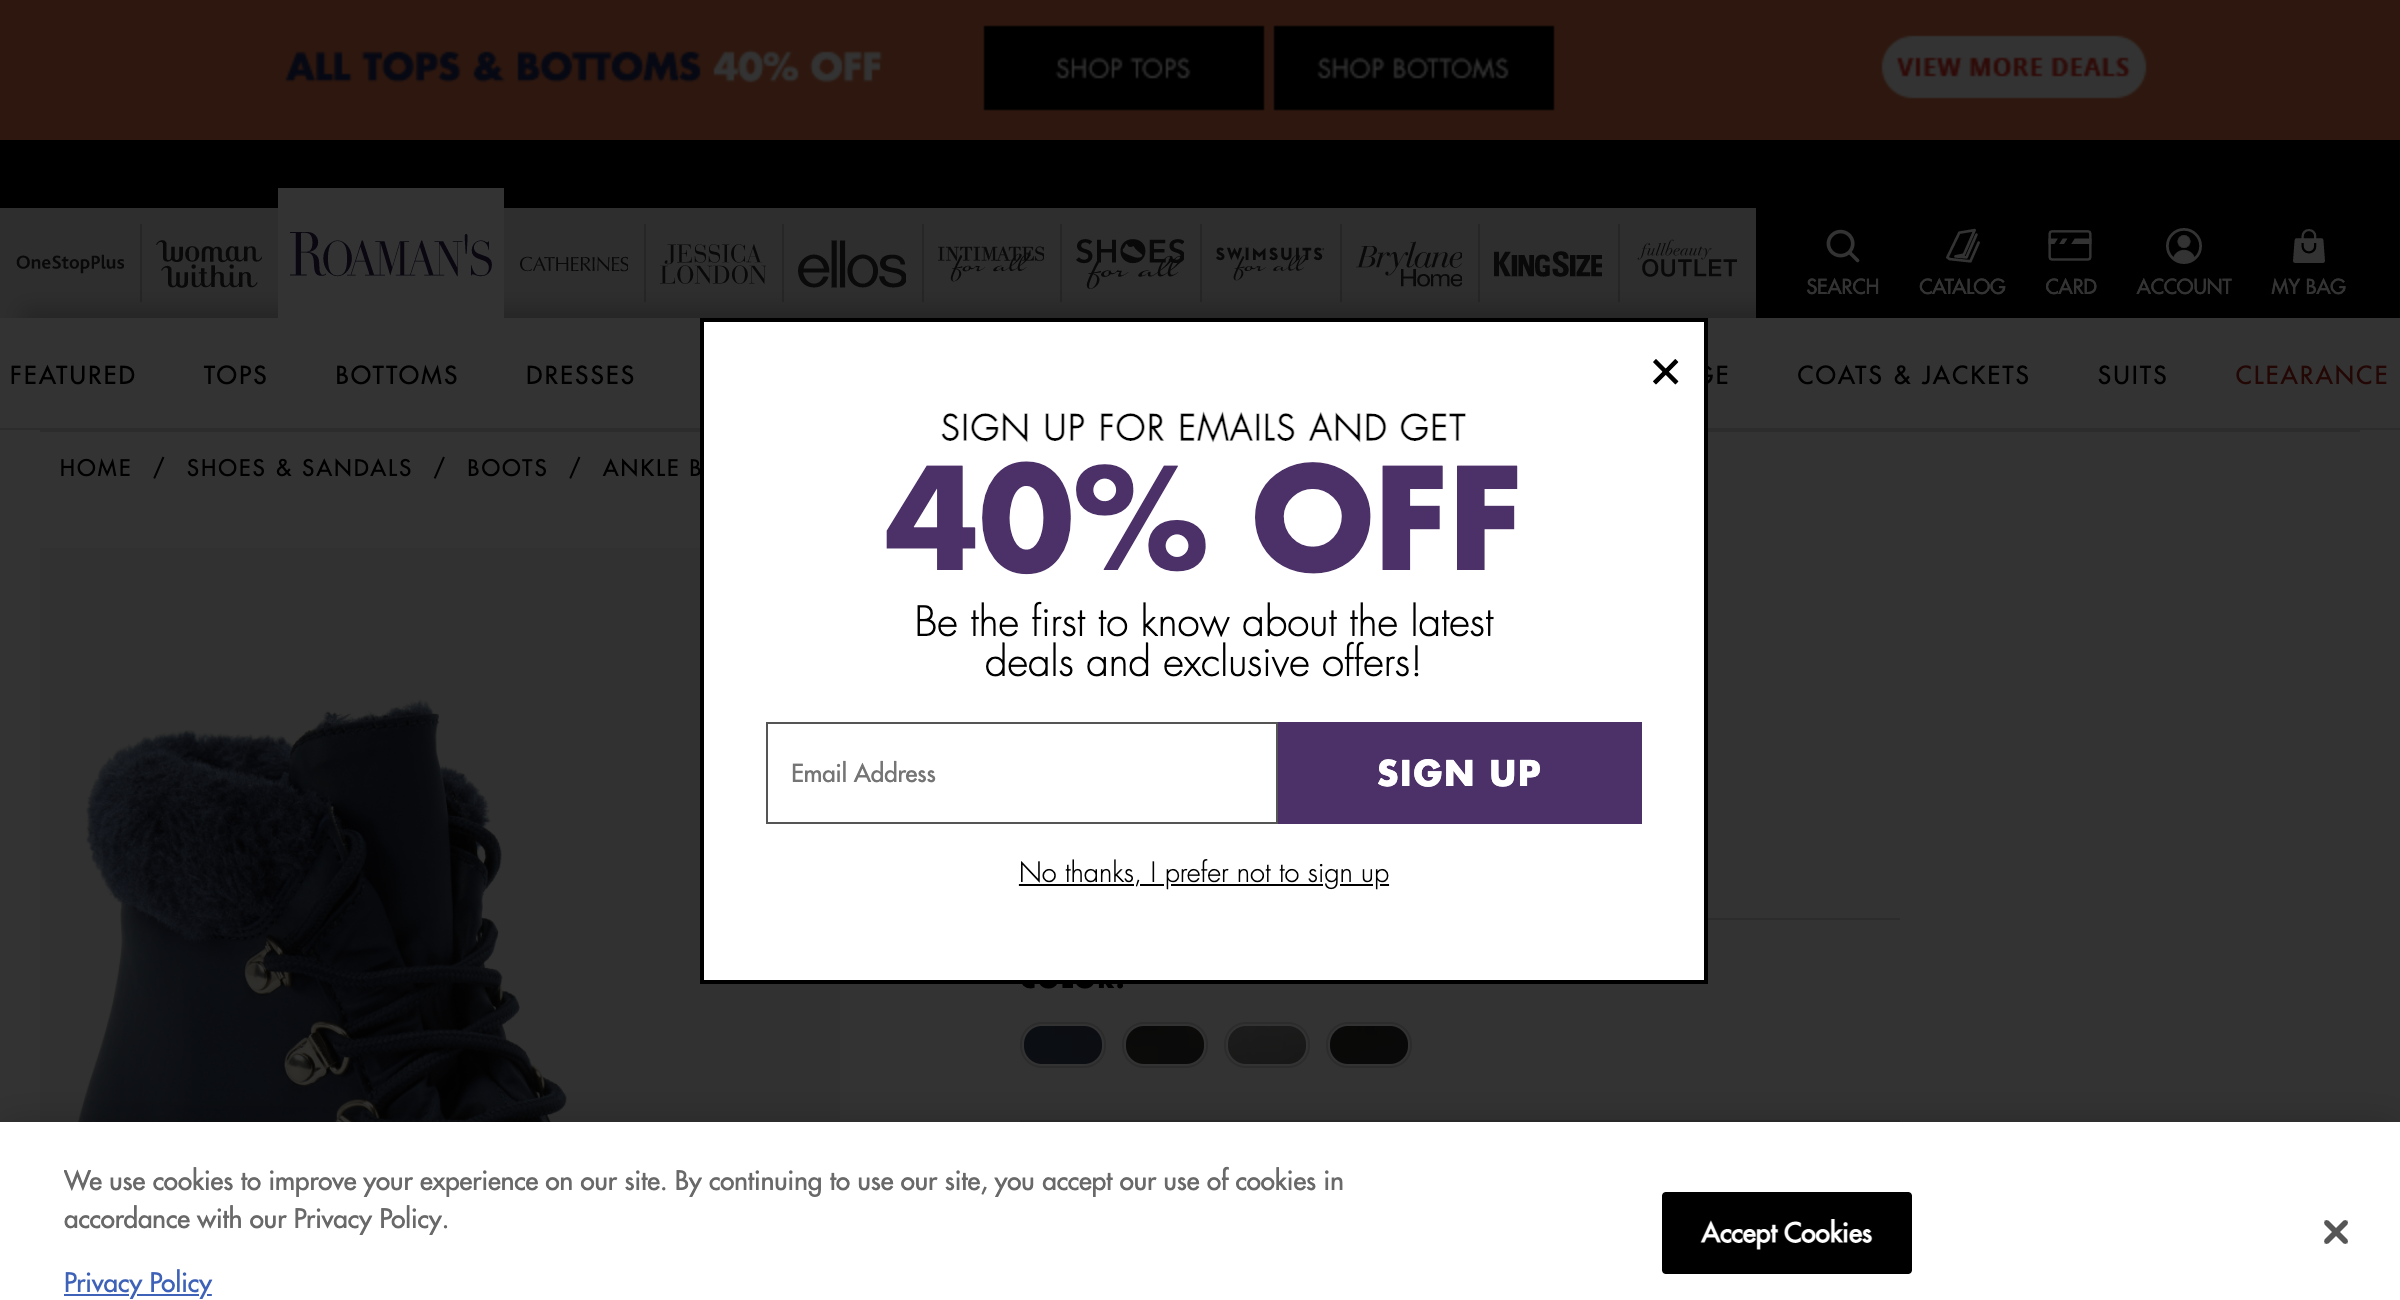 ALL TOPS & BOTTOMS 40% OFF
SHOP TOPS
SHOP BOTTOMS
VIEW MORE DEALS
OneStopPlus
woman within
ROAMAN'S
CATHERINES
JESSICA LONDON
ellos
INTIMATES for all
SHOES for all
SWIMSUITS for all
Brylane Home
KINGSIZE
fullbeauty OUTLET
SEARCH
CATALOG
CARD
ACCOUNT
MY BAG
FEATURED
TOPS
BOTTOMS
DRESSES
COATS & JACKETS
SUITS
CLEARANCE
HOME / SHOES & SANDALS / BOOTS / ANKLE B
SIGN UP FOR EMAILS AND GET
40% OFF
Be the first to know about the latest
deals and exclusive offers!
Email Address
SIGN UP
No thanks, I prefer not to sign up
COLOR:
We use cookies to improve your experience on our site. By continuing to use our site, you accept our use of cookies in
accordance with our Privacy Policy.
Privacy Policy
Accept Cookies